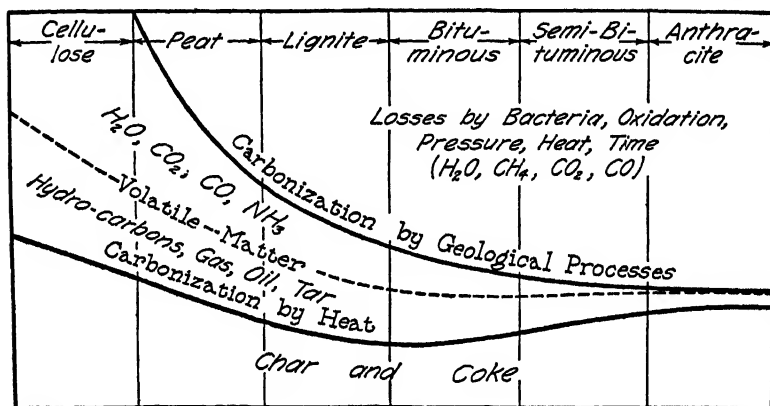 Cellu-
lose
Peat
Lignite
Bitu-
minous
Semi-Bi-
tuminous
Anthra-
cite
Losses by Bacteria, Oxidation,
Pressure, Heat, Time
(H₂O, CH₄, CO₂, CO)
H₂O, CO₂, CO, NH₃
Carbonization by Geological Processes
Volatile Matter
Hydro-carbons, Gas, Oil, Tar
Carbonization by Heat
Char and Coke